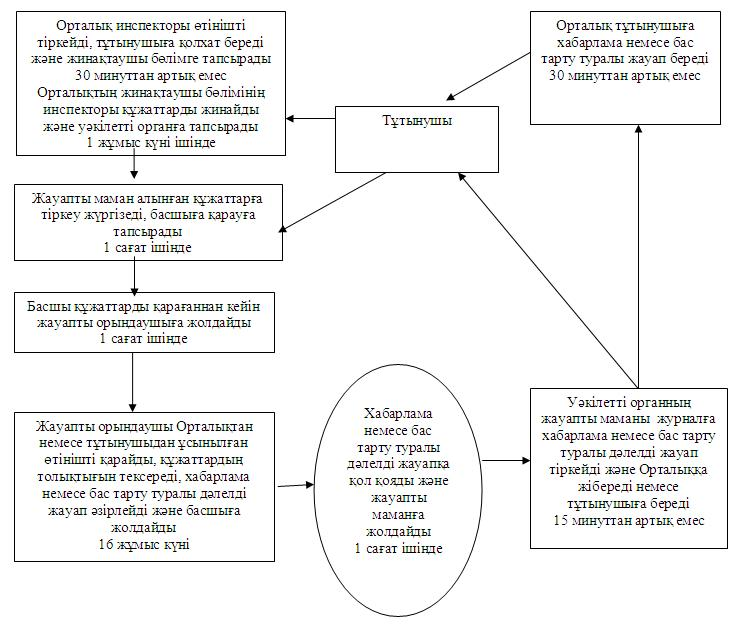 Орталық инспекторы өтінішті
тіркейді, тұтынушыға қолхат береді
және жинақтаушы бөлімге тапсырады
30 минуттан артық емес
Орталықтың жинақтаушы бөлімінің
инспекторы құжаттарды жинайды
және уәкілетті органға тапсырады
1 жұмыс күні ішінде
Орталық тұтынушыға
хабарлама немесе бас
тарту туралы жауап береді
30 минуттан артық емес
Тұтынушы
Жауапты маман алынған құжаттарға
тіркеу жүргізеді, басшыға қарауға
тапсырады
1 сағат ішінде
Басшы құжаттарды қарағаннан кейін
жауапты орындаушыға жолдайды
1 сағат ішінде
Жауапты орындаушы Орталықтан
немесе тұтынушыдан ұсынылған
өтінішті қарайды, құжаттардың
толықтығын тексереді, хабарлама
немесе бас тарту туралы дәлелді
жауап әзірлейді және басшыға
жолдайды
16 жұмыс күні
Хабарлама
немесе бас
тарту туралы
дәлелді жауапқа
қол қояды және
жауапты
маманға
жолдайды
1 сағат ішінде
Уәкілетті органның
жауапты маманы журналға
хабарлама немесе бас тарту
туралы дәлелді жауап
тіркейді және Орталыққа
жібереді немесе
тұтынушыға береді
15 минуттан артық емес